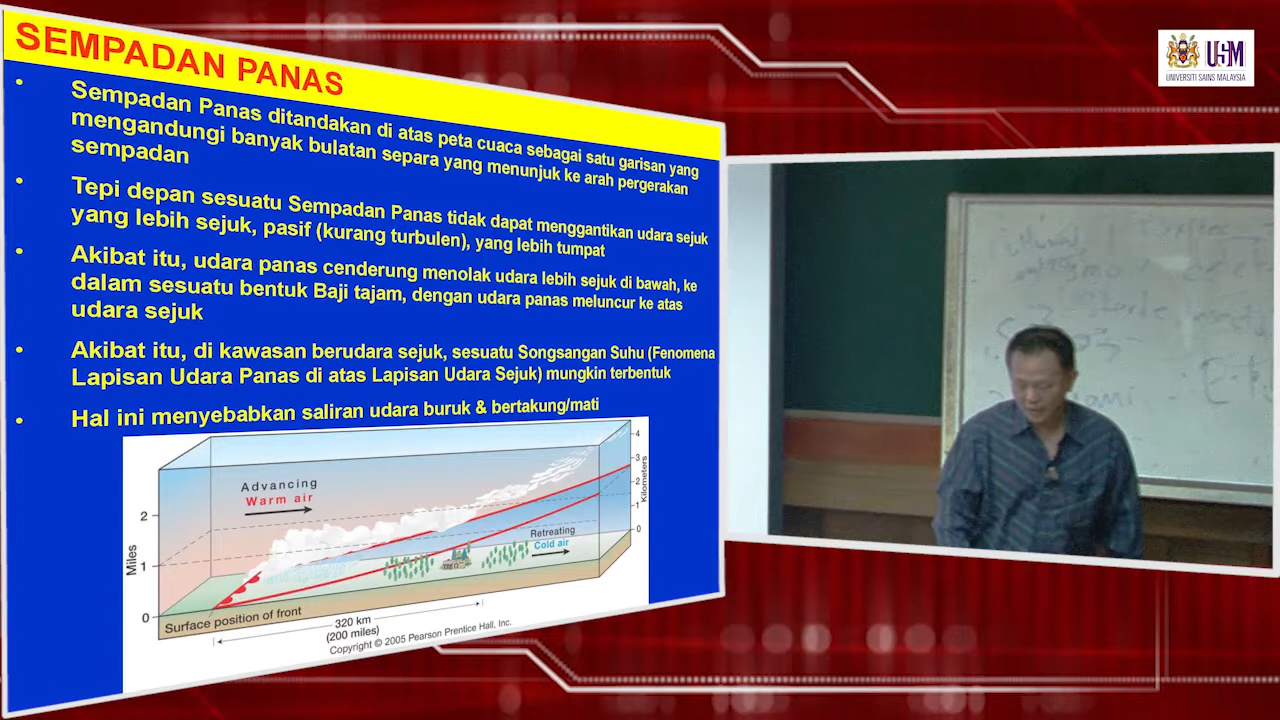 SEMPADAN PANAS
• Sempadan Panas ditandakan di atas peta cuaca sebagai satu garisan yang
mengandungi banyak bulatan separa yang menunjuk ke arah pergerakan
sempadan
• Tepi depan sesuatu Sempadan Panas tidak dapat menggantikan udara sejuk
yang lebih sejuk, pasif (kurang turbulen), yang lebih tumpat
• Akibat itu, udara panas cenderung menolak udara lebih sejuk di bawah, ke
dalam sesuatu bentuk Baji tajam, dengan udara panas meluncur ke atas
udara sejuk
• Akibat itu, di kawasan berudara sejuk, sesuatu Songsangan Suhu (Fenomena
Lapisan Udara Panas di atas Lapisan Udara Sejuk) mungkin terbentuk
• Hal ini menyebabkan saliran udara buruk & bertakung/mati
Advancing
Warm air
Retreating
Cold air
Miles
2
1
0
4
3
2
1
0
Kilometers
Surface position of front
320 km
(200 miles)
Copyright © 2005 Pearson Prentice Hall, Inc.
USM
UNIVERSITI SAINS MALAYSIA